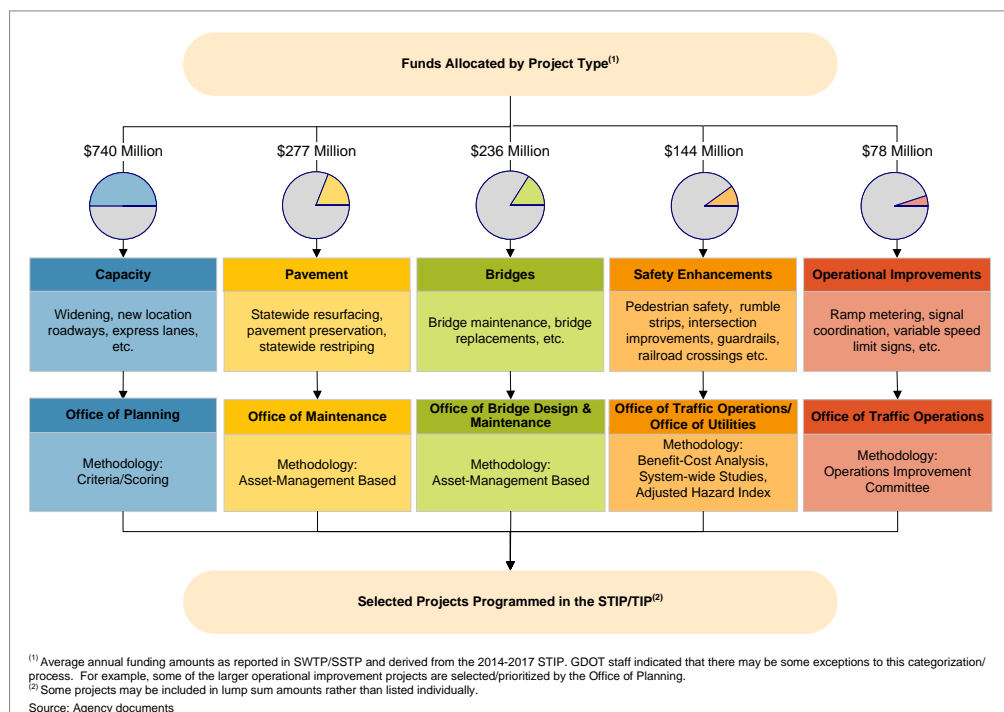 Funds Allocated by Project Type(1)
$740 Million
$277 Million
$236 Million
$144 Million
$78 Million
Capacity
Widening, new location
roadways, express lanes,
etc.
Pavement
Statewide resurfacing,
pavement preservation,
statewide restriping
Bridges
Bridge maintenance, bridge
replacements, etc.
Safety Enhancements
Pedestrian safety, rumble
strips, intersection
improvements, guardrails,
railroad crossings etc.
Operational Improvements
Ramp metering, signal
coordination, variable speed
limit signs, etc.
Office of Planning
Methodology:
Criteria/Scoring
Office of Maintenance
Methodology:
Asset-Management Based
Office of Bridge Design &
Maintenance
Methodology:
Asset-Management Based
Office of Traffic Operations/
Office of Utilities
Methodology:
Benefit-Cost Analysis,
System-wide Studies,
Adjusted Hazard Index
Office of Traffic Operations
Methodology:
Operations Improvement
Committee
Selected Projects Programmed in the STIP/TIP(2)
(1) Average annual funding amounts as reported in SWTP/SSTP and derived from the 2014-2017 STIP. GDOT staff indicated that there may be some exceptions to this categorization/
process. For example, some of the larger operational improvement projects are selected/prioritized by the Office of Planning.
(2) Some projects may be included in lump sum amounts rather than listed individually.
Source: Agency documents